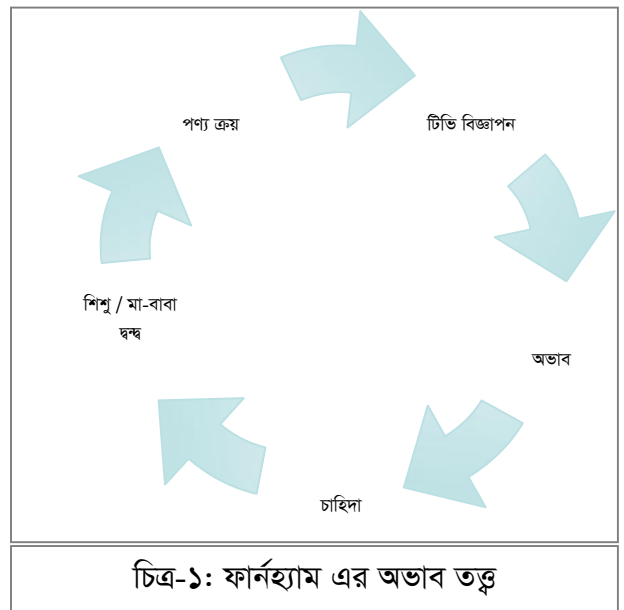 পণ্য ক্রয়
টিভি বিজ্ঞাপন
শিশু / মা-বাবা
দ্বন্দ্ব
অভাব
চাহিদা
চিত্র-১: ফার্নহ্যাম এর অভাব তত্ত্ব